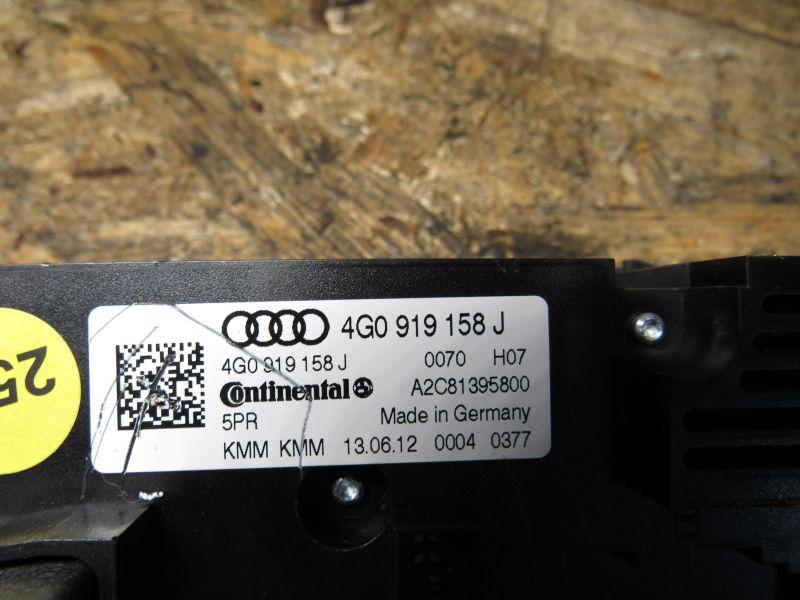 4G0 919 158 J
4G0 919 158 J 0070 H07
Continental A2C81395800
5PR Made in Germany
KMM KMM 13.06.12 0004 0377
25